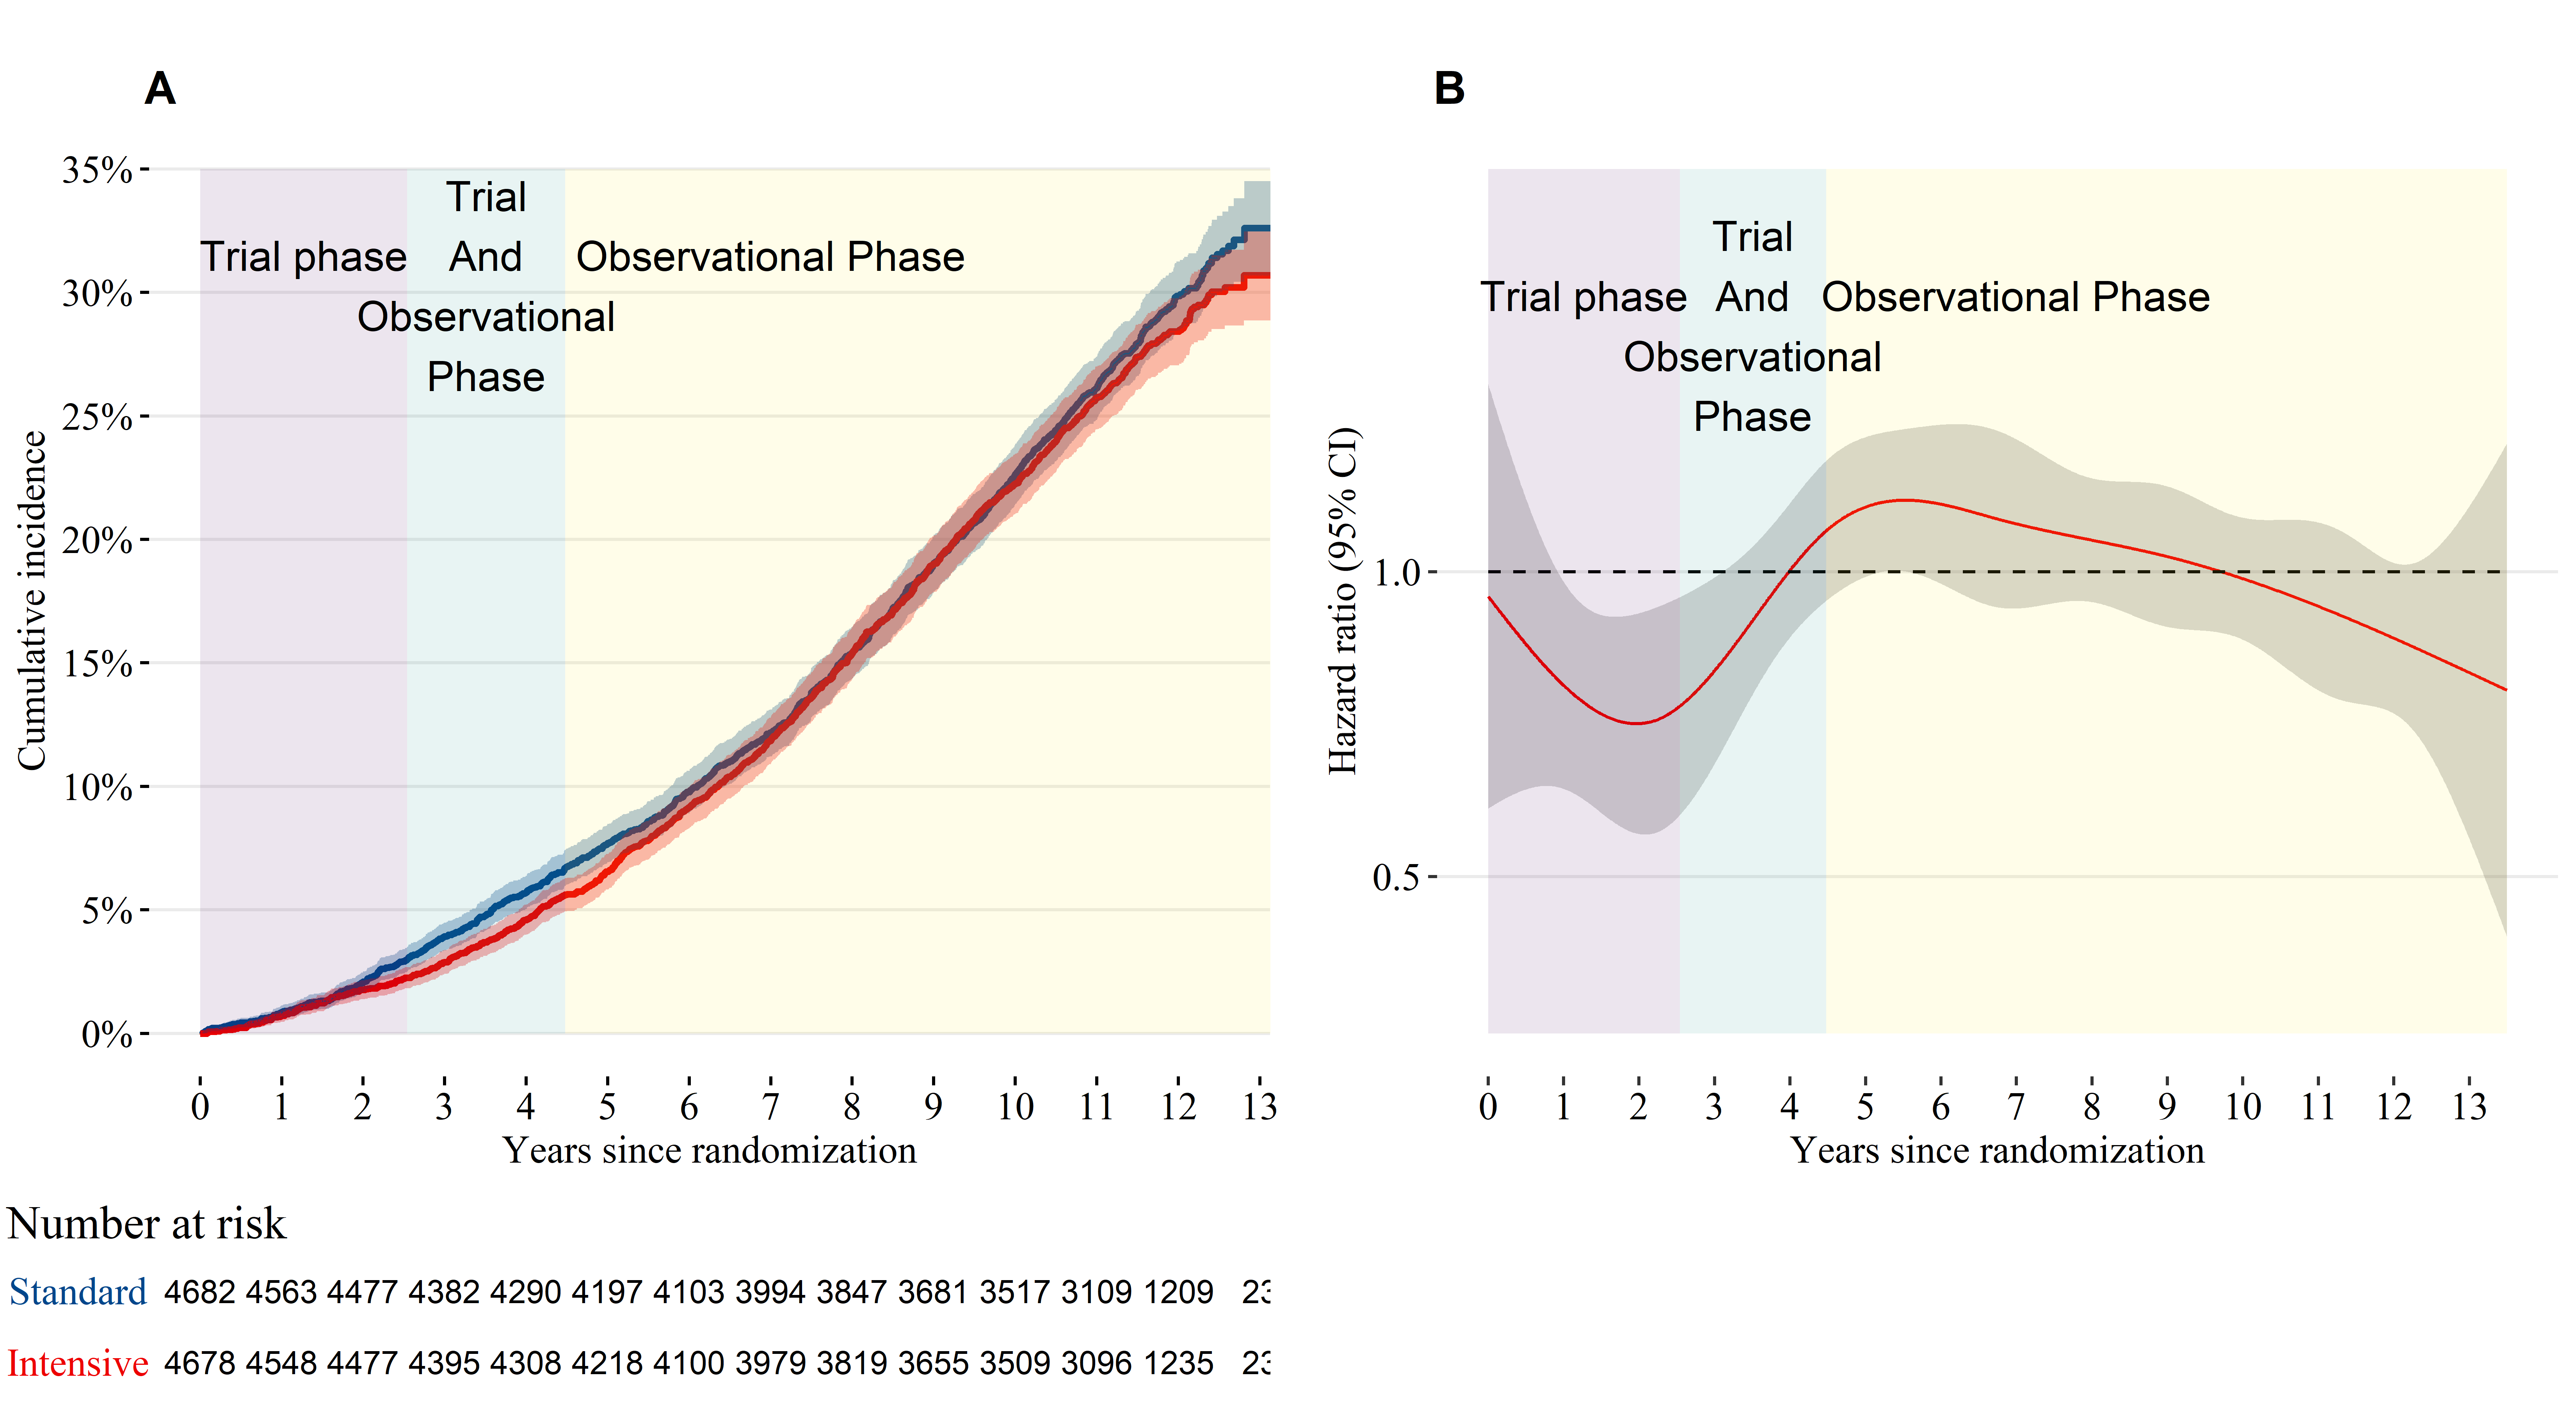 A
35%
30%
25%
20%
15%
10%
5%
0%
Cumulative incidence
Trial phase
Trial
And
Observational
Phase
Observational Phase
0 1 2 3 4 5 6 7 8 9 10 11 12 13
Years since randomization
Number at risk
Standard 4682 4563 4477 4382 4290 4197 4103 3994 3847 3681 3517 3109 1209
Intensive 4678 4548 4477 4395 4308 4218 4100 3979 3819 3655 3509 3096 1235
B
Hazard ratio (95% CI)
1.0
0.5
Trial phase
Trial
And
Observational
Phase
Observational Phase
0 1 2 3 4 5 6 7 8 9 10 11 12 13
Years since randomization